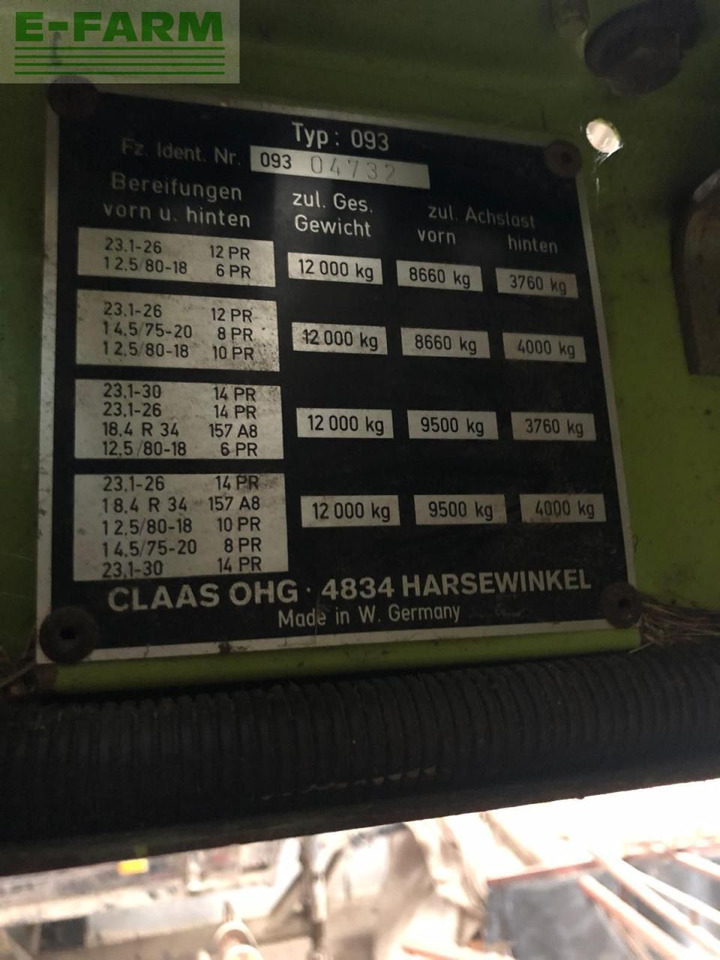 E-FARM
Typ: 093
Fz. Ident. Nr. 093 04732
Bereifungen vorn u. hinten
zul. Ges. Gewicht
zul. Achslast
vorn hinten
23.1-26 12 PR
12.5/80-18 6 PR
12 000 kg 8660 kg 3760 kg
23.1-26 12 PR
14.5/75-20 8 PR
12.5/80-18 10 PR
12 000 kg 8660 kg 4000 kg
23.1-30 14 PR
23.1-26 14 PR
18.4 R 34 157 A8
12.5/80-18 6 PR
12 000 kg 9500 kg 3760 kg
23.1-26 14 PR
18.4 R 34 157 A8
12.5/80-18 10 PR
14.5/75-20 8 PR
23.1-30 14 PR
12 000 kg 9500 kg 4000 kg
CLAAS OHG · 4834 HARSEWINKEL
Made in W. Germany